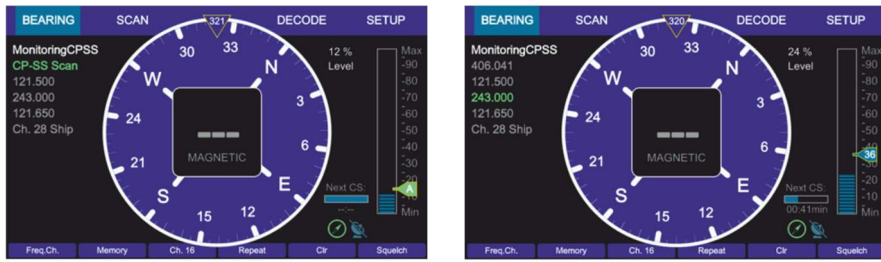 BEARING SCAN 321 DECODE SETUP
MonitoringCPSS
CP-SS Scan
121.500
243.000
121.650
Ch. 28 Ship
30 33
W N
24 3
21 6
S E
15 12
---
MAGNETIC
12 %
Level
Max
-90
-80
-70
-60
-50
-40
-30
-20
A
-10
Min
Next CS:
--:--
Freq.Ch. Memory Ch. 16 Repeat Clr Squelch
BEARING SCAN 320 DECODE SETUP
MonitoringCPSS
406.041
121.500
243.000
121.650
Ch. 28 Ship
30 33
W N
24 3
21 6
S E
15 12
---
MAGNETIC
24 %
Level
Max
-90
-80
-70
-60
-50
-40
36
-30
-20
-10
Min
Next CS:
00:41min
Freq.Ch. Memory Ch. 16 Repeat Clr Squelch